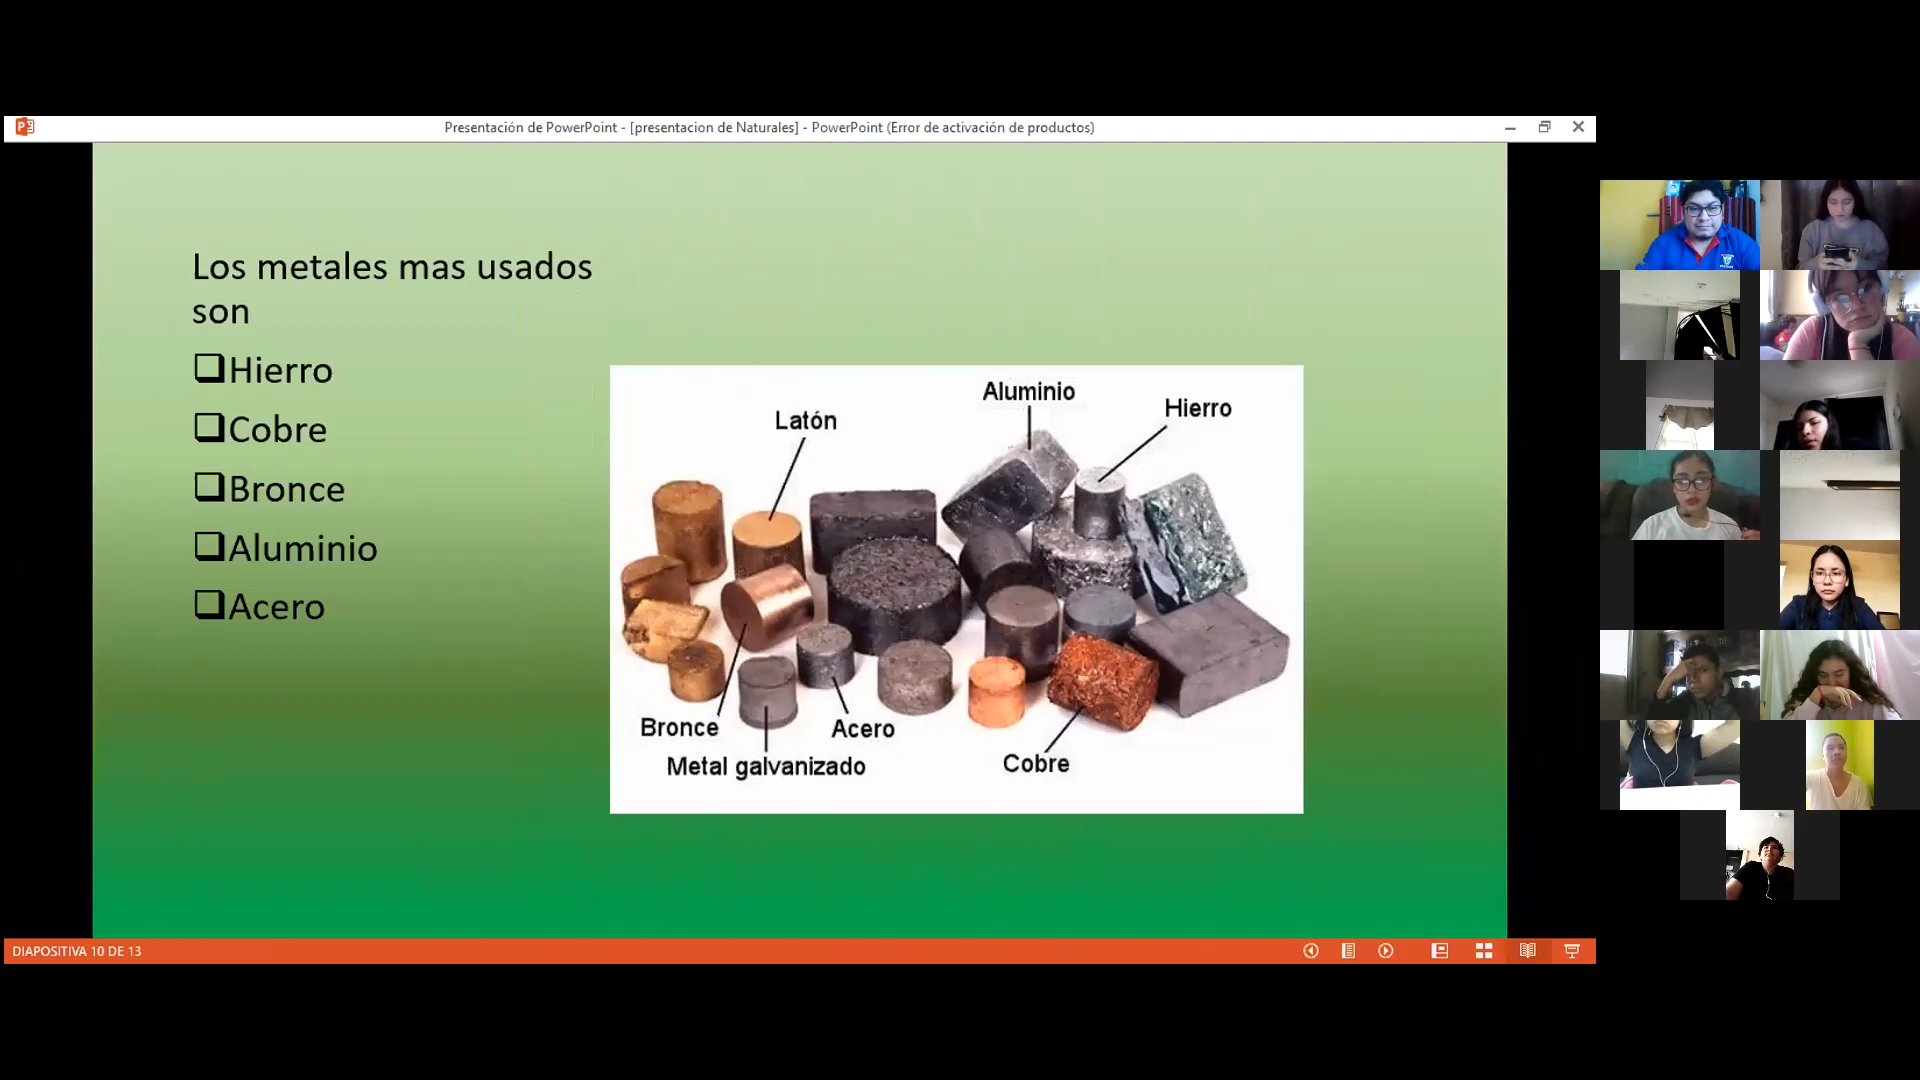 Presentación de PowerPoint - [presentacion de Naturales] - PowerPoint (Error de activación de productos)
Los metales mas usados
son
❑Hierro
❑Cobre
❑Bronce
❑Aluminio
❑Acero
Aluminio
Hierro
Latón
Bronce
Acero
Metal galvanizado
Cobre
DIAPOSITIVA 10 DE 13